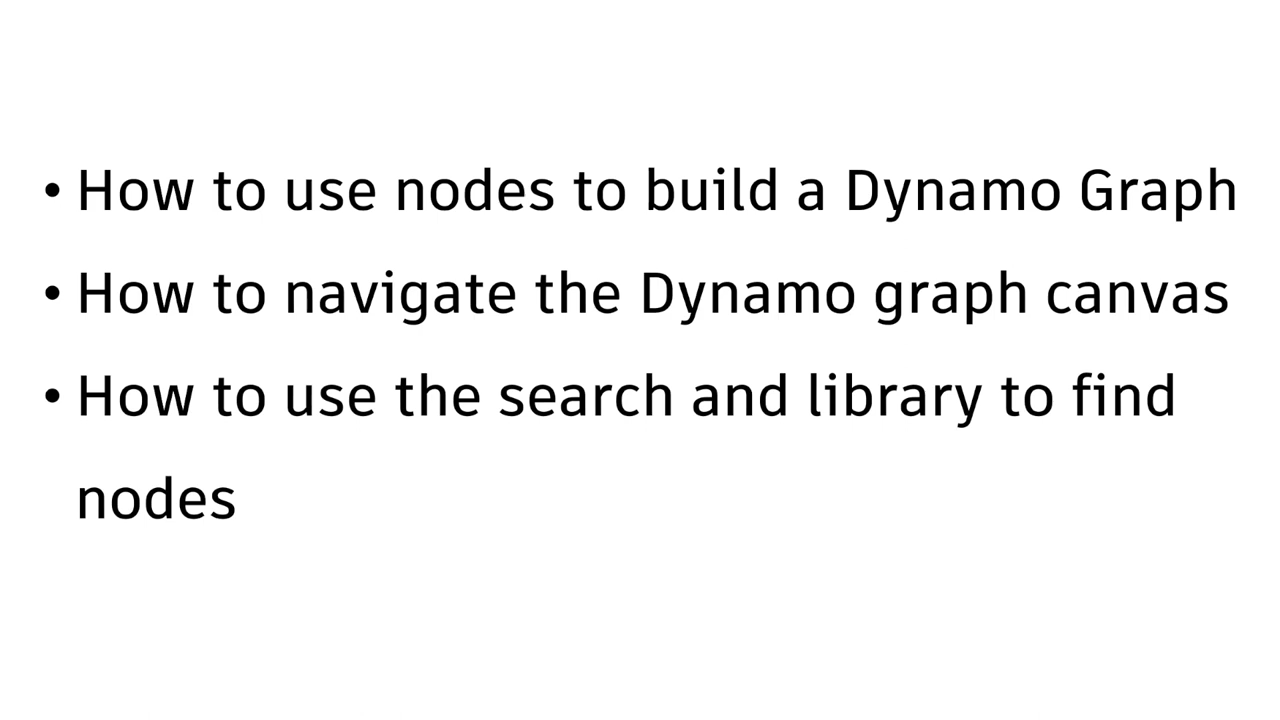 • How to use nodes to build a Dynamo Graph
• How to navigate the Dynamo graph canvas
• How to use the search and library to find
nodes